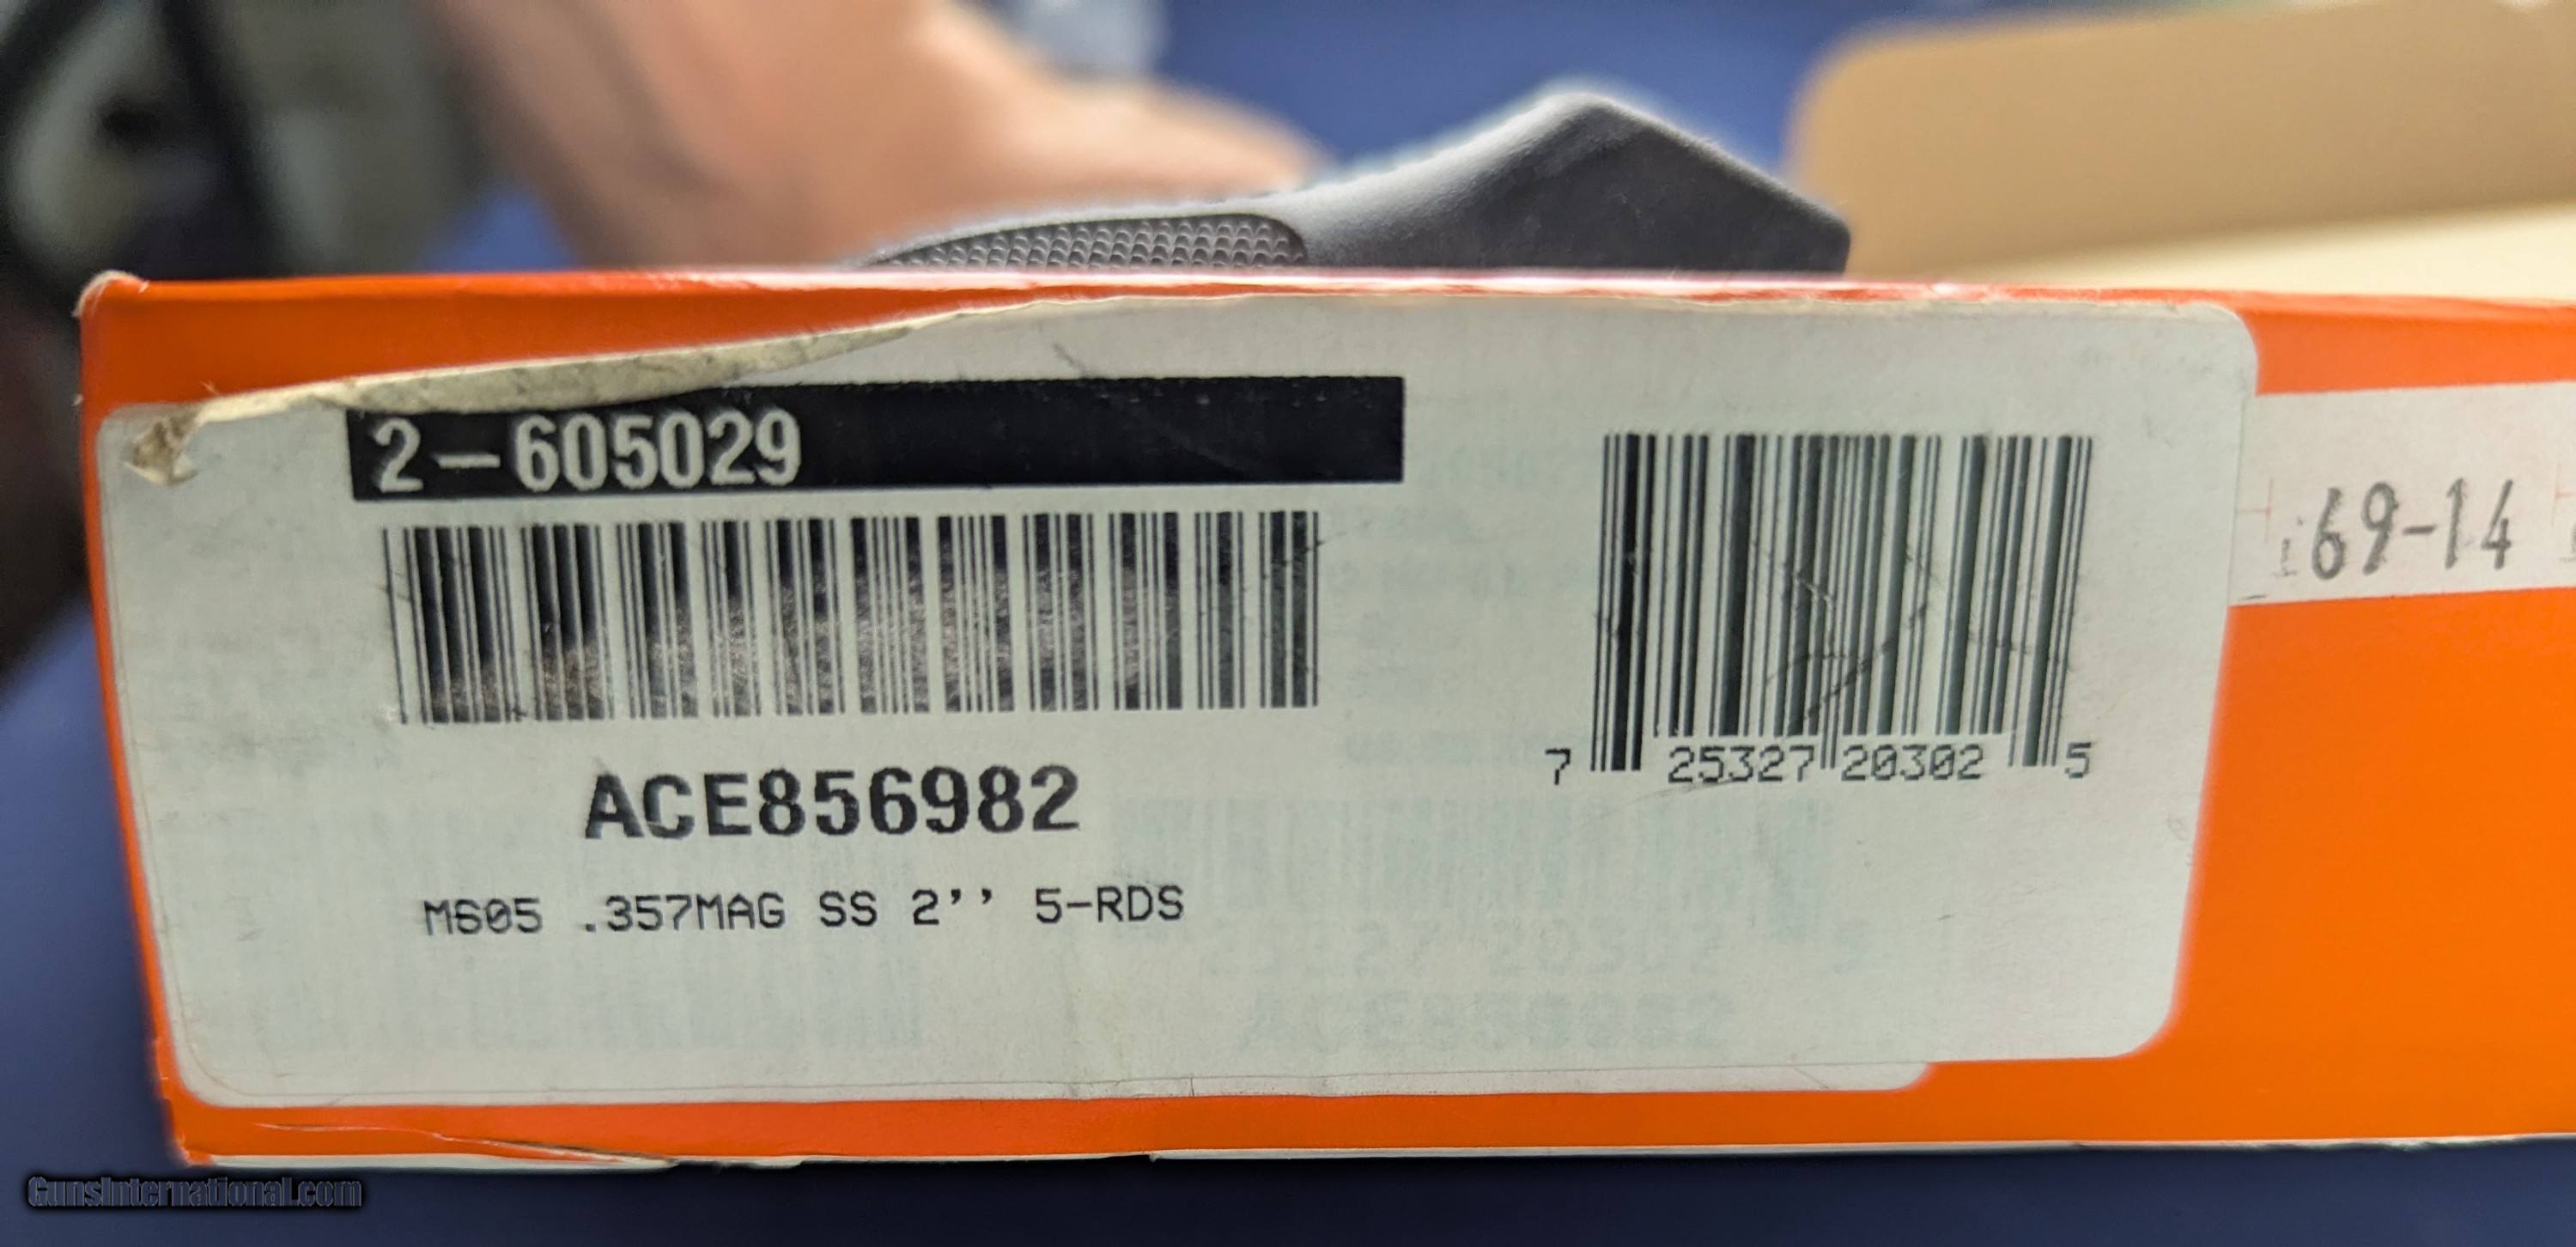 2-605029
ACE856982
M605 .357MAG SS 2'' 5-RDS
7 25327 20302 5
69-14
GunsInternational.com